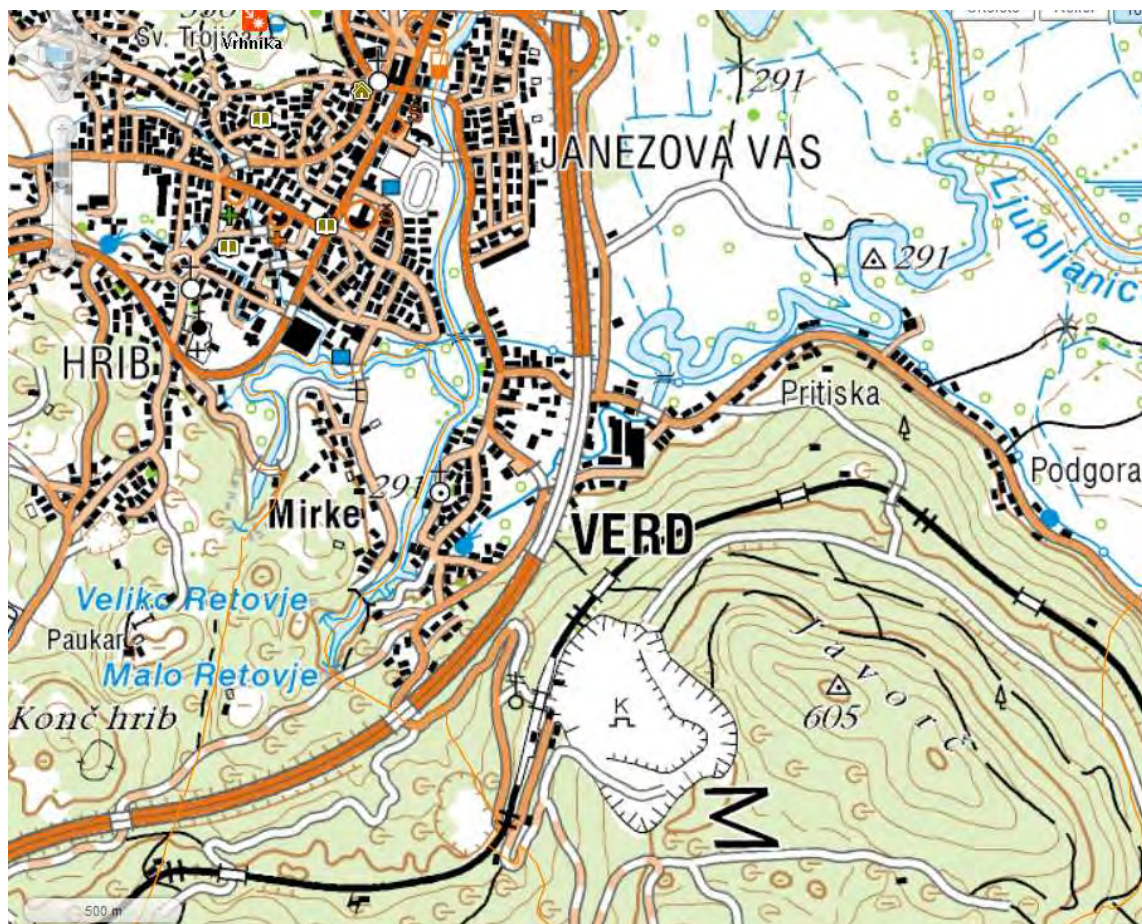 Sv. Trojica
Vrhnika
291
JANEZOVA VAS
Ljubljanic
291
HRIB
Pritiska
Podgora
291
Mirke
VERD
Veliko Retovje
Paukar
Malo Retovje
Javorč
Konč hrib
K
605
M
500 m